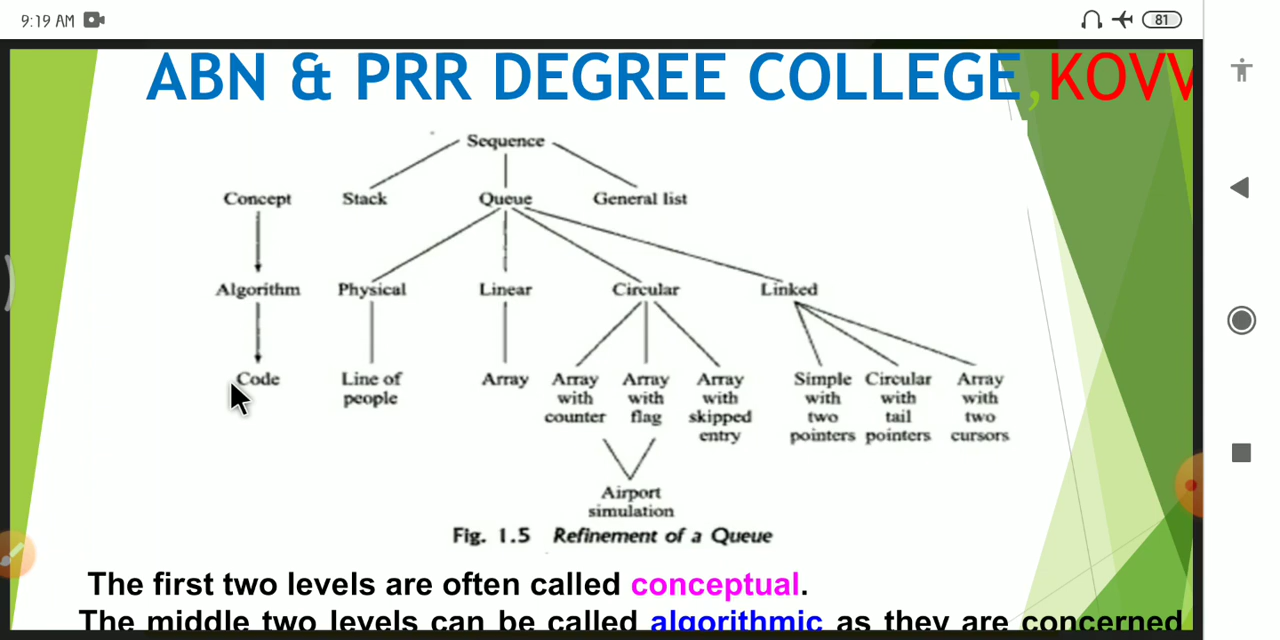 9:19 AM
81
ABN & PRR DEGREE COLLEGE,KOVV
Sequence
Concept Stack Queue General list
Algorithm Physical Linear Circular Linked
Code Line of people Array Array with counter Array with flag Array with skipped entry Simple with two pointers Circular with tail pointers Array with two cursors
Airport
simulation
Fig. 1.5 Refinement of a Queue
The first two levels are often called conceptual.
The middle two levels can be called algorithmic as they are concerned